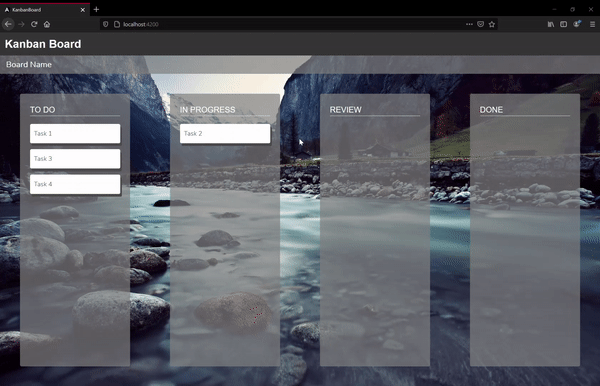 KanbanBoard
localhost:4200
Kanban Board
Board Name
TO DO
Task 1
Task 3
Task 4
IN PROGRESS
Task 2
REVIEW
DONE